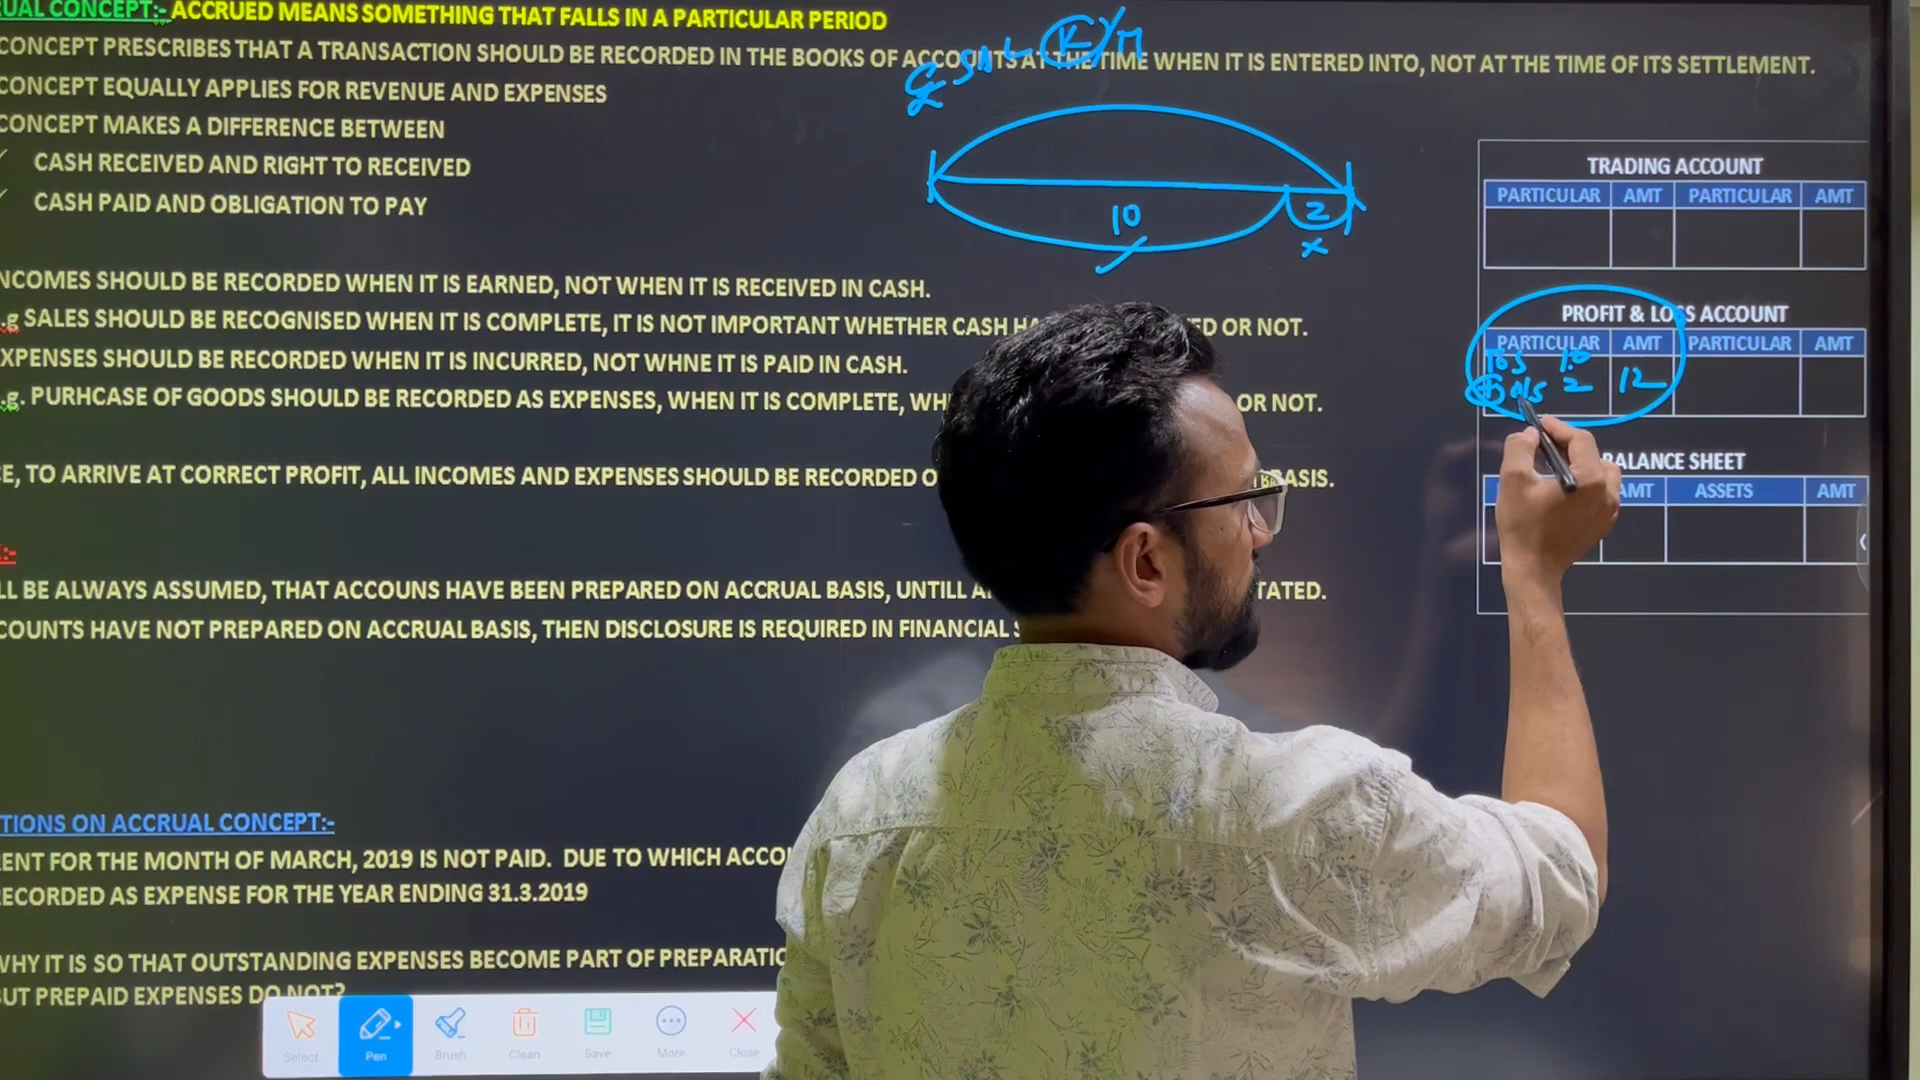 UAL CONCEPT:- ACCRUED MEANS SOMETHING THAT FALLS IN A PARTICULAR PERIOD
CONCEPT PRESCRIBES THAT A TRANSACTION SHOULD BE RECORDED IN THE BOOKS OF ACCOUNTS AT THE TIME WHEN IT IS ENTERED INTO, NOT AT THE TIME OF ITS SETTLEMENT.
CONCEPT EQUALLY APPLIES FOR REVENUE AND EXPENSES
CONCEPT MAKES A DIFFERENCE BETWEEN
CASH RECEIVED AND RIGHT TO RECEIVED
CASH PAID AND OBLIGATION TO PAY
10
2
x
NCOMES SHOULD BE RECORDED WHEN IT IS EARNED, NOT WHEN IT IS RECEIVED IN CASH.
.g SALES SHOULD BE RECOGNISED WHEN IT IS COMPLETE, IT IS NOT IMPORTANT WHETHER CASH HA ED OR NOT.
XPENSES SHOULD BE RECORDED WHEN IT IS INCURRED, NOT WHNE IT IS PAID IN CASH.
.g. PURHCASE OF GOODS SHOULD BE RECORDED AS EXPENSES, WHEN IT IS COMPLETE, WH OR NOT.
E, TO ARRIVE AT CORRECT PROFIT, ALL INCOMES AND EXPENSES SHOULD BE RECORDED O BASIS.
:-
LL BE ALWAYS ASSUMED, THAT ACCOUNS HAVE BEEN PREPARED ON ACCRUAL BASIS, UNTILL A TATED.
COUNTS HAVE NOT PREPARED ON ACCRUAL BASIS, THEN DISCLOSURE IS REQUIRED IN FINANCIAL S
TIONS ON ACCRUAL CONCEPT:-
ENT FOR THE MONTH OF MARCH, 2019 IS NOT PAID. DUE TO WHICH ACCOU
ECORDED AS EXPENSE FOR THE YEAR ENDING 31.3.2019
WHY IT IS SO THAT OUTSTANDING EXPENSES BECOME PART OF PREPARATIO
BUT PREPAID EXPENSES DO NOT?
TRADING ACCOUNT
PARTICULAR AMT PARTICULAR AMT
PROFIT & LOSS ACCOUNT
PARTICULAR AMT PARTICULAR AMT
10
o/s 2 12
BALANCE SHEET
AMT ASSETS AMT
Select Pen Brush Clean Save More Close